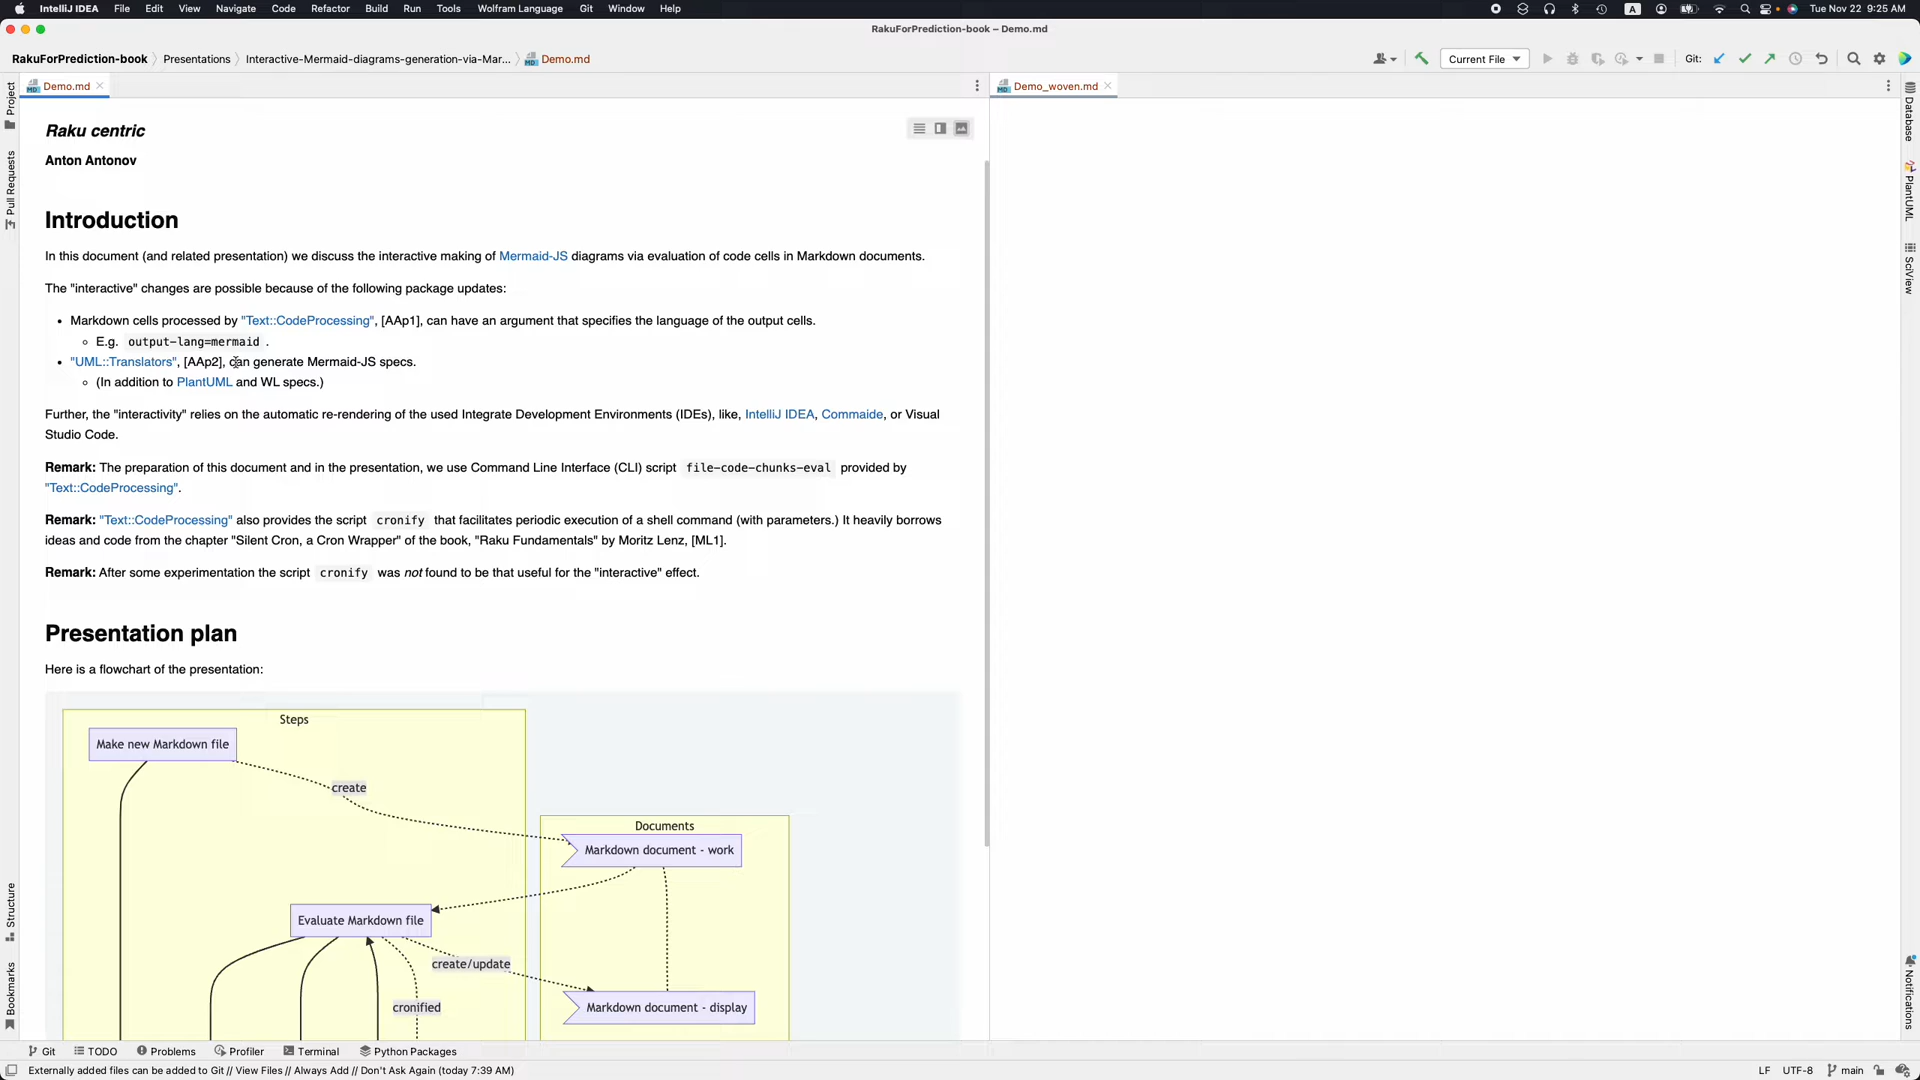 IntelliJ IDEA File Edit View Navigate Code Refactor Build Run Tools Wolfram Language Git Window Help
A Tue Nov 22 9:25 AM
RakuForPrediction-book – Demo.md
RakuForPrediction-book Presentations Interactive-Mermaid-diagrams-generation-via-Mar... Demo.md
Current File Git:
Demo.md
Demo_woven.md
Project
Pull Requests
Structure
Bookmarks
Database
PlantUML
SciView
Notifications
Raku centric
Anton Antonov
Introduction
In this document (and related presentation) we discuss the interactive making of Mermaid-JS diagrams via evaluation of code cells in Markdown documents.
The "interactive" changes are possible because of the following package updates:
• Markdown cells processed by "Text::CodeProcessing", [AAp1], can have an argument that specifies the language of the output cells.
◦ E.g. output-lang=mermaid .
• "UML::Translators", [AAp2], can generate Mermaid-JS specs.
◦ (In addition to PlantUML and WL specs.)
Further, the "interactivity" relies on the automatic re-rendering of the used Integrate Development Environments (IDEs), like, IntelliJ IDEA, Commaide, or Visual
Studio Code.
Remark: The preparation of this document and in the presentation, we use Command Line Interface (CLI) script file-code-chunks-eval provided by
"Text::CodeProcessing".
Remark: "Text::CodeProcessing" also provides the script cronify that facilitates periodic execution of a shell command (with parameters.) It heavily borrows
ideas and code from the chapter "Silent Cron, a Cron Wrapper" of the book, "Raku Fundamentals" by Moritz Lenz, [ML1].
Remark: After some experimentation the script cronify was not found to be that useful for the "interactive" effect.
Presentation plan
Here is a flowchart of the presentation:
Steps
Make new Markdown file
create
Documents
Markdown document - work
Evaluate Markdown file
create/update
cronified
Markdown document - display
Git TODO Problems Profiler Terminal Python Packages
Externally added files can be added to Git // View Files // Always Add // Don't Ask Again (today 7:39 AM)
LF UTF-8 main